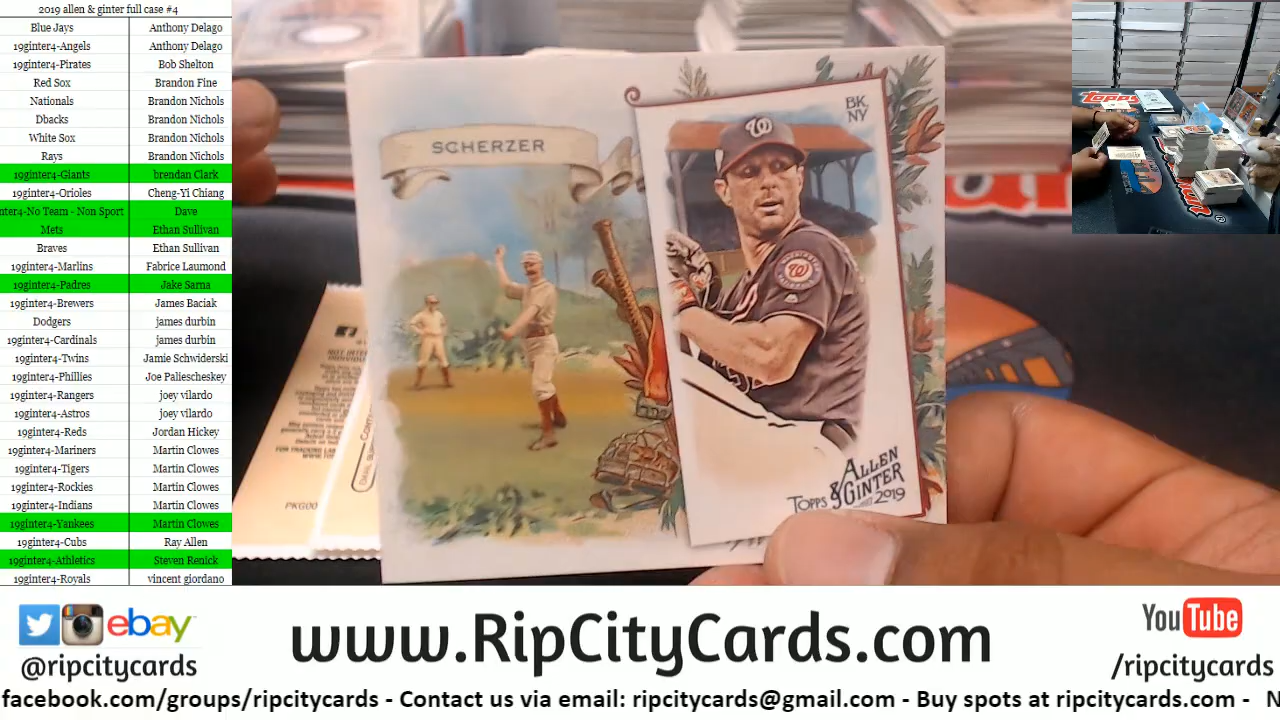 2019 allen & ginter full case #4
Blue Jays Anthony Delago
19ginter4-Angels Anthony Delago
19ginter4-Pirates Bob Shelton
Red Sox Brandon Fine
Nationals Brandon Nichols
Dbacks Brandon Nichols
White Sox Brandon Nichols
Rays Brandon Nichols
19ginter4-Giants brendan Clark
19ginter4-Orioles Cheng-Yi Chiang
nter4-No Team - Non Sport Dave
Mets Ethan Sullivan
Braves Ethan Sullivan
19ginter4-Marlins Fabrice Laumond
19ginter4-Padres Jake Sarna
19ginter4-Brewers James Baciak
Dodgers james durbin
19ginter4-Cardinals james durbin
19ginter4-Twins Jamie Schwiderski
19ginter4-Phillies Joe Paliescheskey
19ginter4-Rangers joey vilardo
19ginter4-Astros joey vilardo
19ginter4-Reds Jordan Hickey
19ginter4-Mariners Martin Clowes
19ginter4-Tigers Martin Clowes
19ginter4-Rockies Martin Clowes
19ginter4-Indians Martin Clowes
19ginter4-Yankees Martin Clowes
19ginter4-Cubs Ray Allen
19ginter4-Athletics Steven Renick
19ginter4-Royals vincent giordano
SCHERZER
BK
NY
W
W
ALLEN
& GINTER
TOPPS 2019
PKG00
topps
ebay
@ripcitycards
www.RipCityCards.com
YouTube
/ripcitycards
facebook.com/groups/ripcitycards - Contact us via email: ripcitycards@gmail.com - Buy spots at ripcitycards.com - N